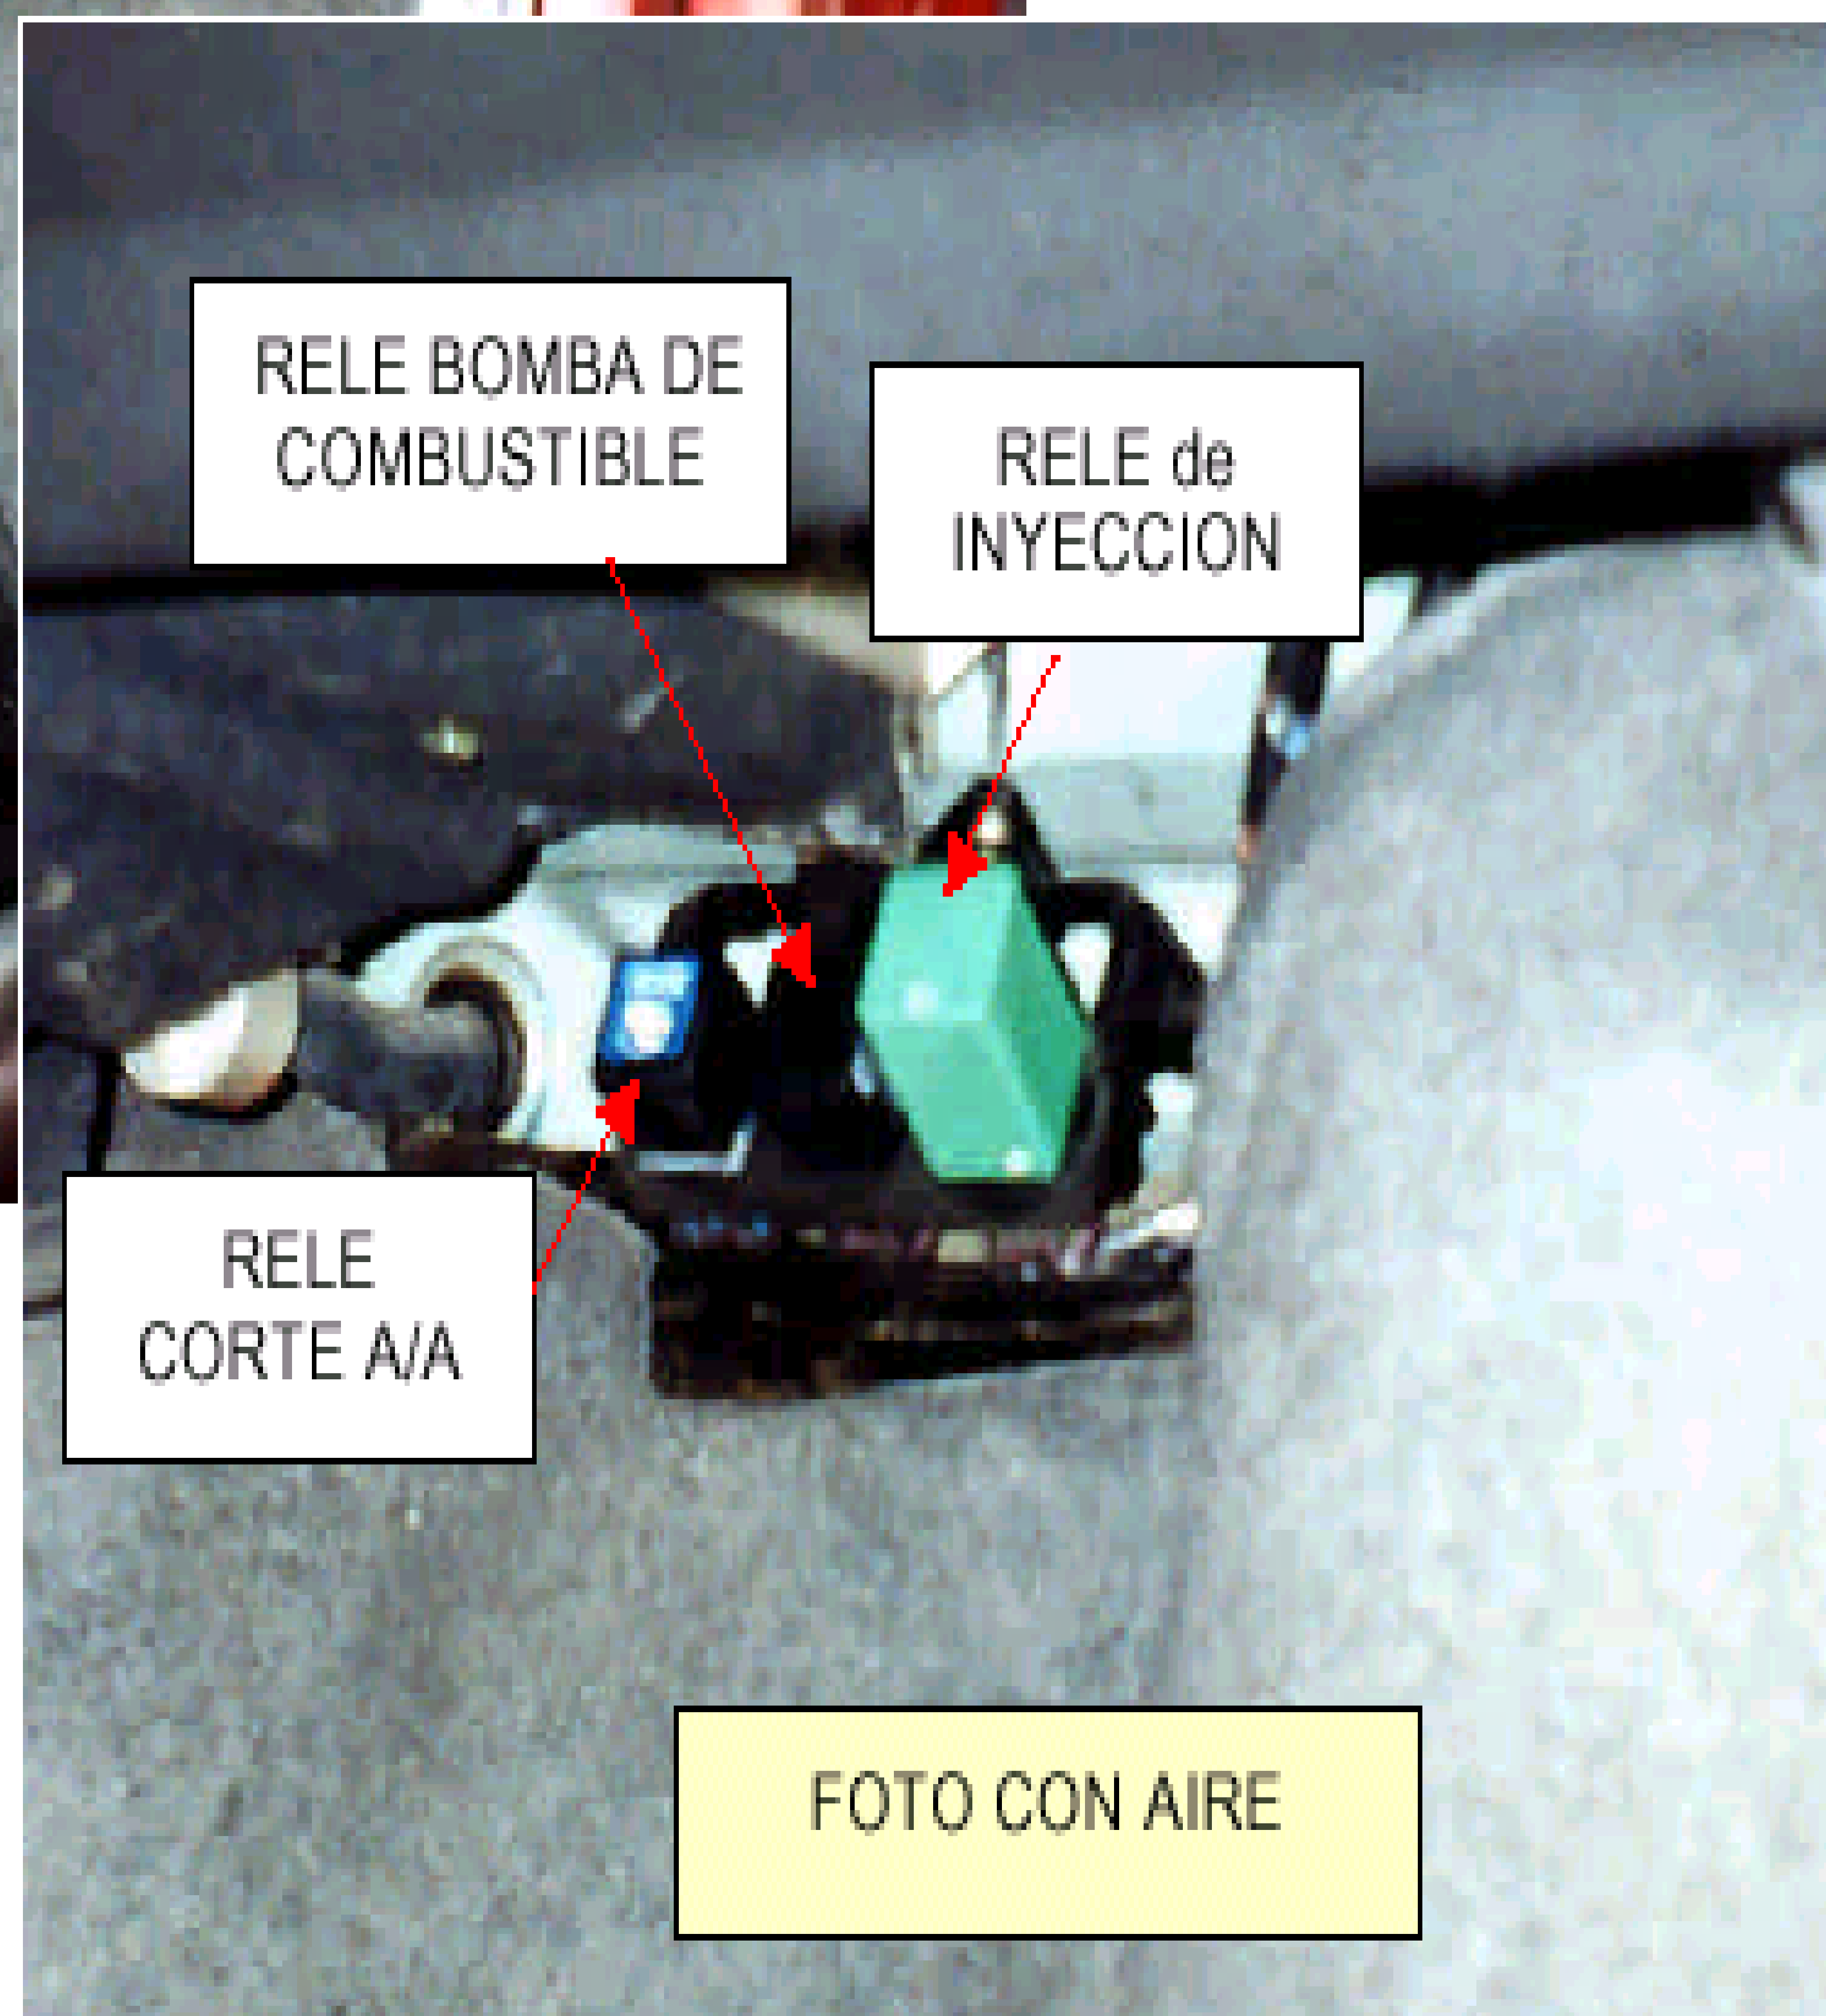 RELE BOMBA DE
COMBUSTIBLE
RELE de
INYECCION
RELE
CORTE A/A
FOTO CON AIRE